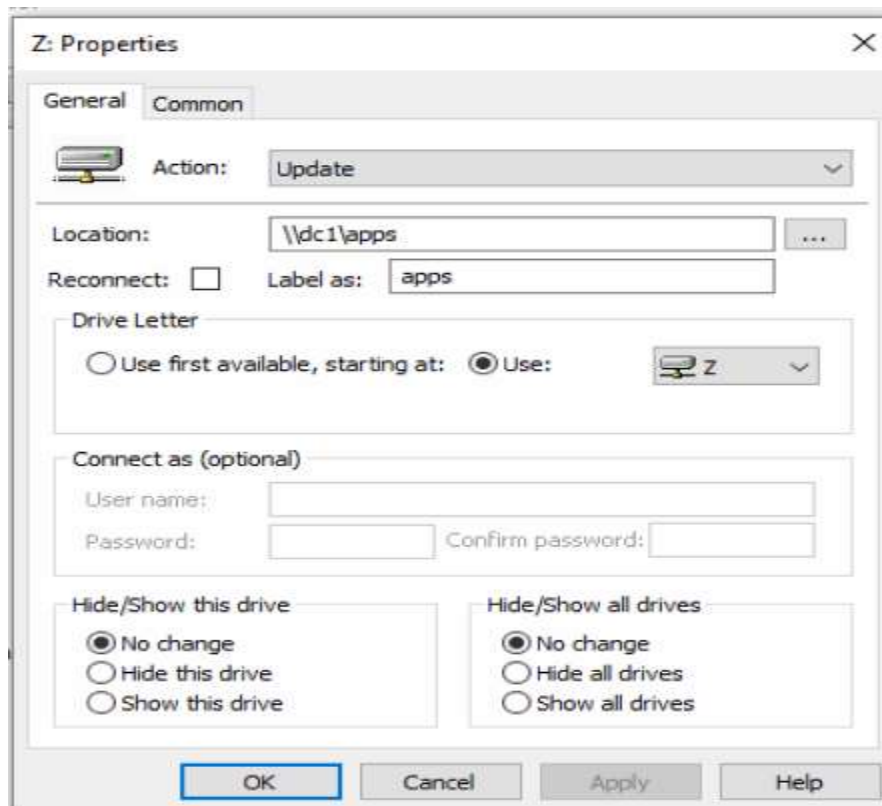 Z: Properties
General Common
Action: Update
Location: \\dc1\apps ...
Reconnect: Label as: apps
Drive Letter
Use first available, starting at: Use: Z
Connect as (optional)
User name:
Password: Confirm password:
Hide/Show this drive Hide/Show all drives
No change No change
Hide this drive Hide all drives
Show this drive Show all drives
OK Cancel Apply Help